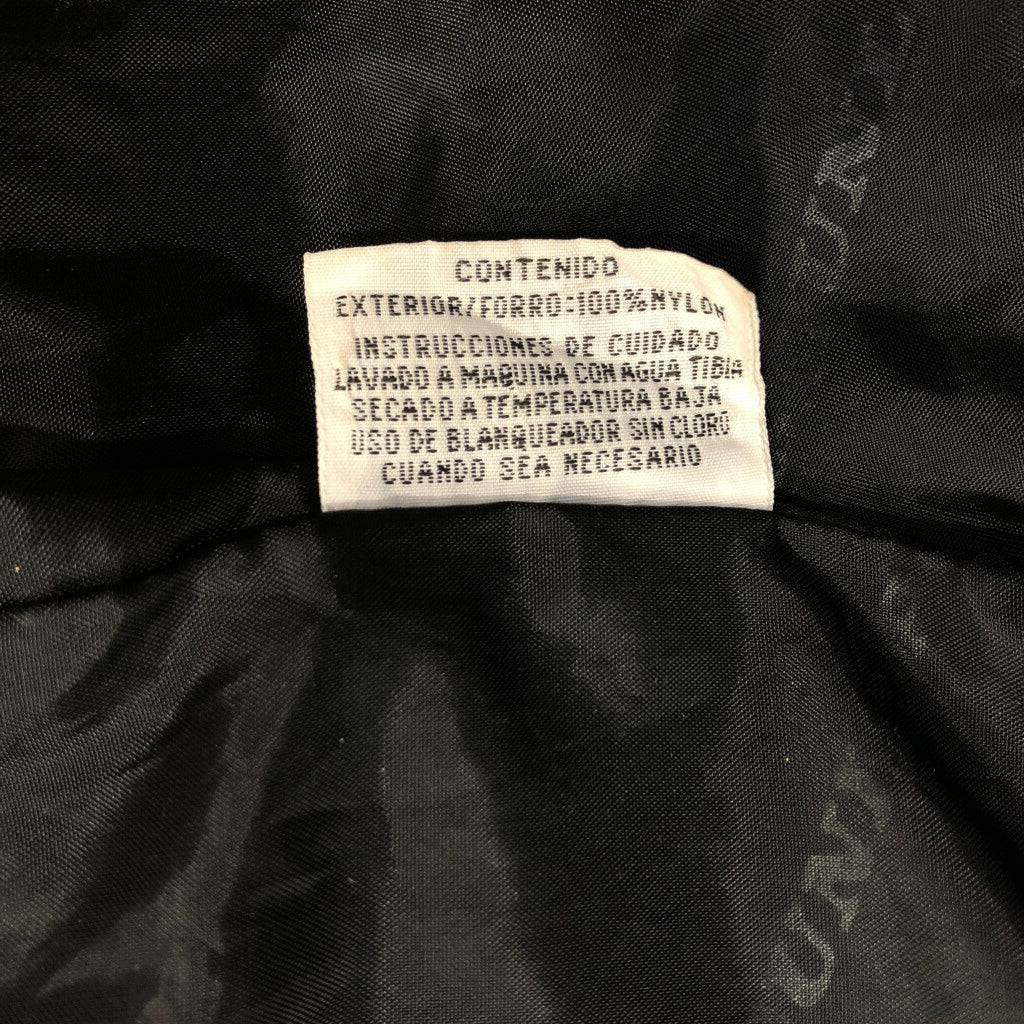 CONTENIDO
EXTERIOR/FORRO:100%NYLON
INSTRUCCIONES DE CUIDADO
LAVADO A MAQUINA CON AGUA TIBIA
SECADO A TEMPERATURA BAJA
USO DE BLANQUEADOR SIN CLORO
CUANDO SEA NECESARIO